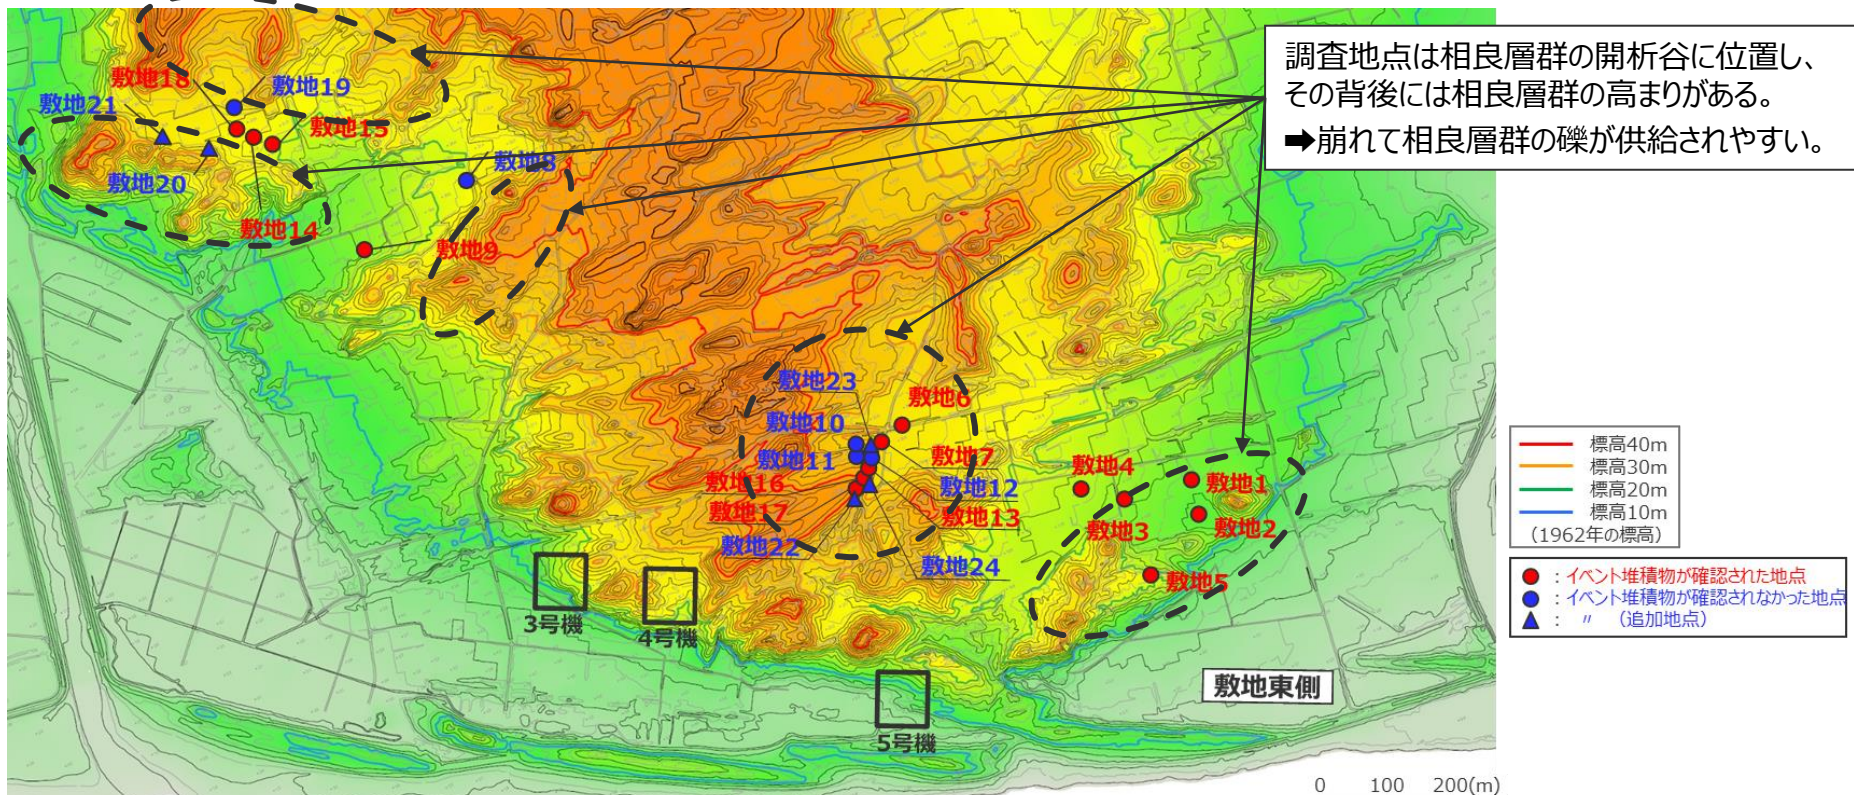 調査地点は相良層群の開析谷に位置し、
その背後には相良層群の高まりがある。
➡崩れて相良層群の礫が供給されやすい。
敷地18
敷地19
敷地21
敷地15
敷地20
敷地14
敷地8
敷地9
敷地23
敷地6
敷地10
敷地11
敷地7
敷地16
敷地12
敷地17
敷地13
敷地22
敷地24
敷地4
敷地1
敷地3
敷地2
敷地5
3号機
4号機
5号機
敷地東側
標高40m
標高30m
標高20m
標高10m
(1962年の標高)
：イベント堆積物が確認された地点
：イベント堆積物が確認されなかった地点
： 〃 （追加地点）
0 100 200(m)